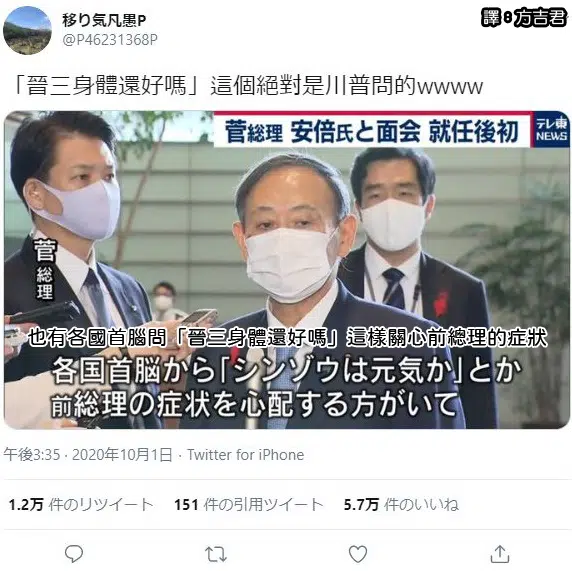 移り気凡愚P
譯8方吉君
@P46231368P
「晉三身體還好嗎」這個絕對是川普問的wwww
菅総理 安倍氏と面会 就任後初
テレ東
NEWS
菅
総理
也有各國首腦問「晉三身體還好嗎」這樣關心前總理的症狀
各国首脳から「シンゾウは元気か」とか
前総理の症状を心配する方がいて
午後3:35 · 2020年10月1日 · Twitter for iPhone
1.2万 件のリツイート 151 件の引用ツイート 5.7万 件のいいね